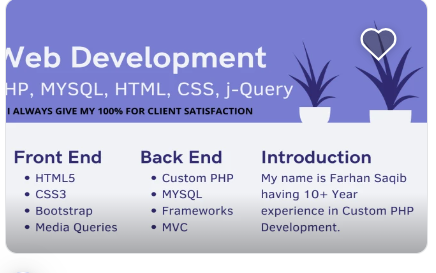 Web Development
HP, MYSQL, HTML, CSS, j-Query
I ALWAYS GIVE MY 100% FOR CLIENT SATISFACTION
Front End
• HTML5
• CSS3
• Bootstrap
• Media Queries
Back End
• Custom PHP
• MYSQL
• Frameworks
• MVC
Introduction
My name is Farhan Saqib
having 10+ Year
experience in Custom PHP
Development.